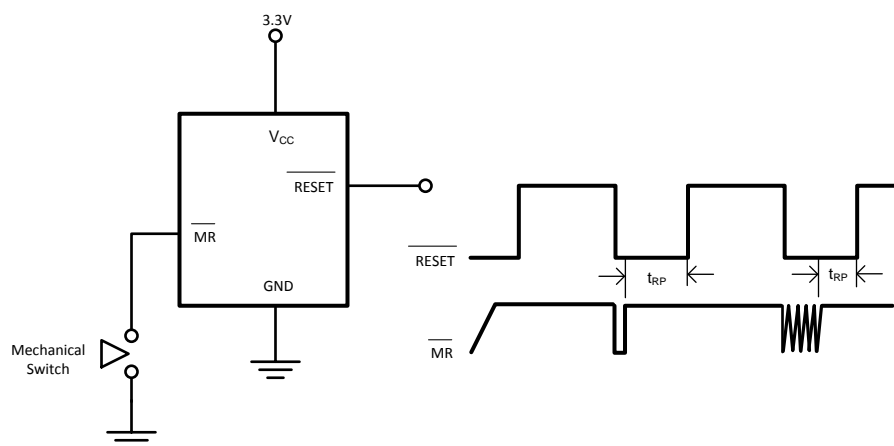 3.3V
VCC
RESET
MR
GND
Mechanical
Switch
RESET
tRP
tRP
MR